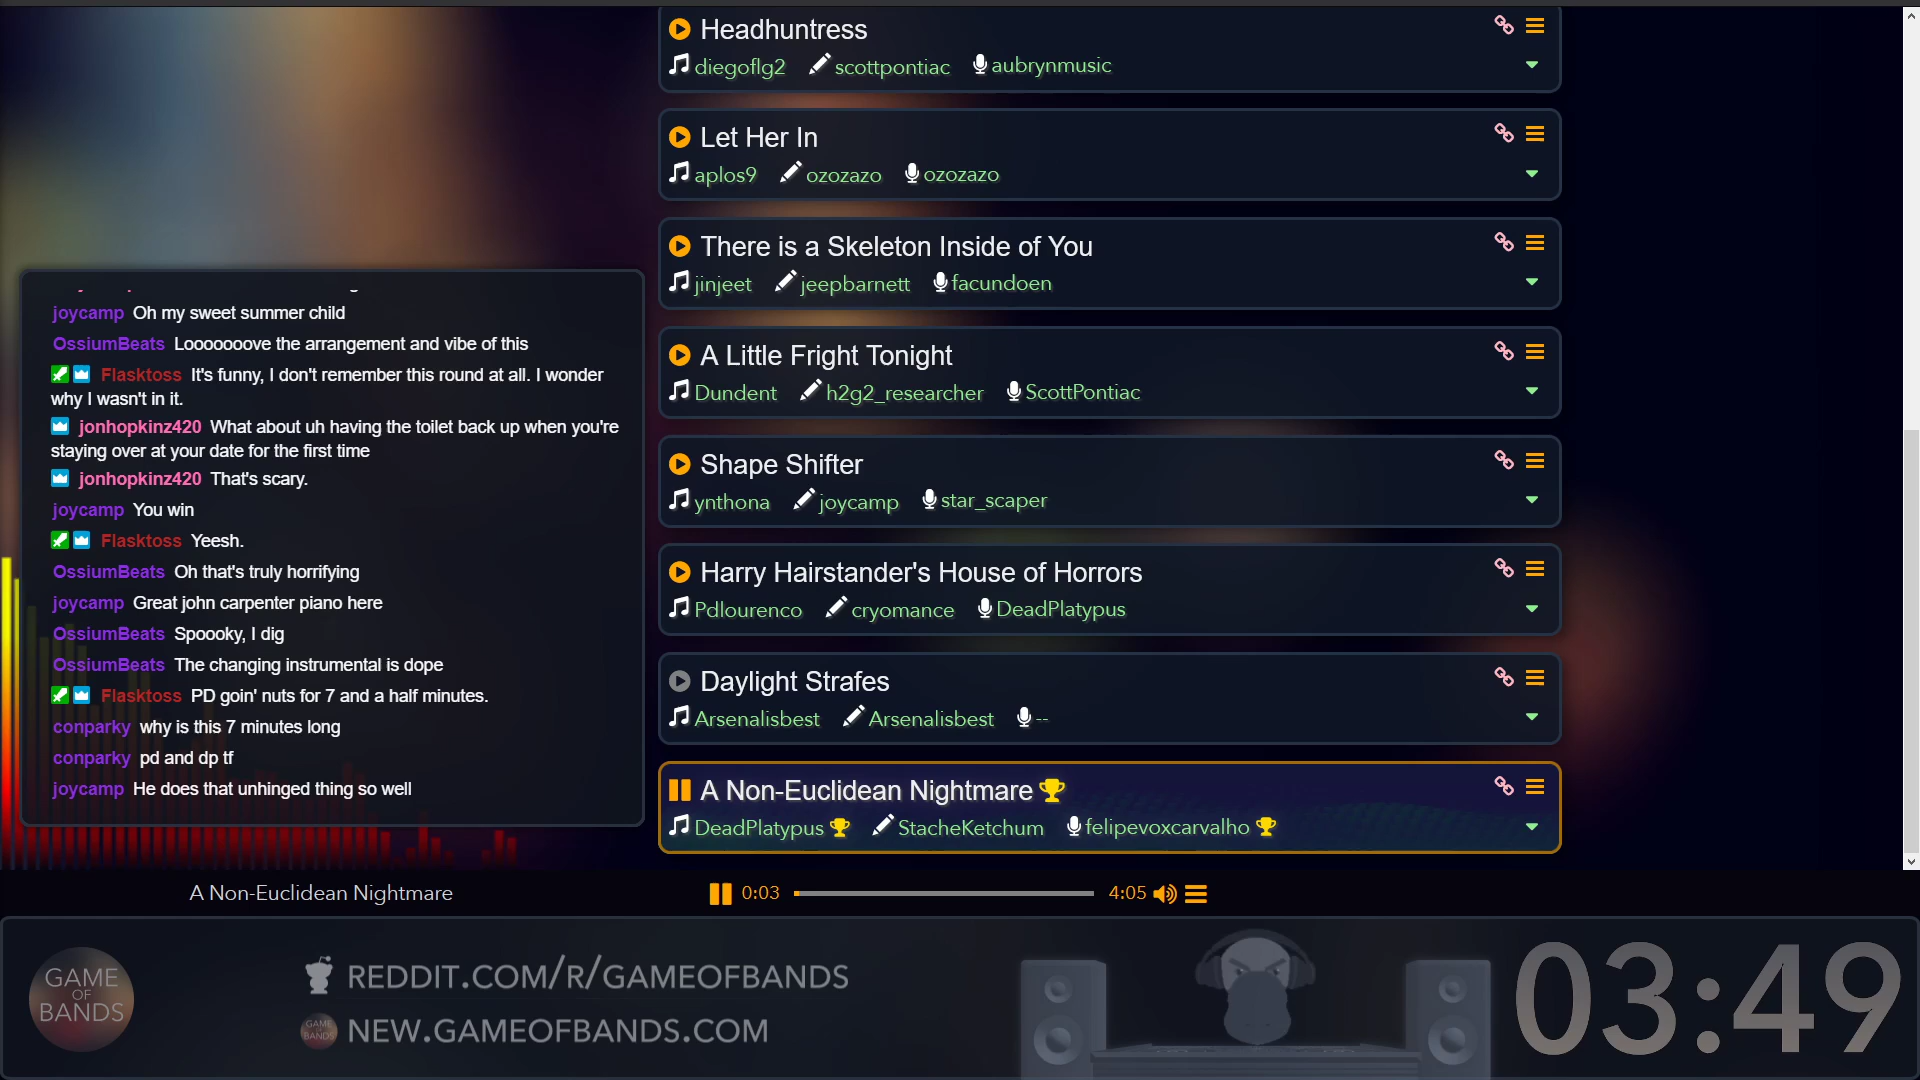 Headhuntress
diegoflg2 scottpontiac aubrynmusic
Let Her In
aplos9 ozozazo ozozazo
There is a Skeleton Inside of You
jinjeet jeepbarnett facundoen
A Little Fright Tonight
Dundent h2g2_researcher ScottPontiac
Shape Shifter
ynthona joycamp star_scaper
Harry Hairstander's House of Horrors
Pdlourenco cryomance DeadPlatypus
Daylight Strafes
Arsenalisbest Arsenalisbest --
A Non-Euclidean Nightmare
DeadPlatypus StacheKetchum felipevoxcarvalho
joycamp Oh my sweet summer child
OssiumBeats Looooooove the arrangement and vibe of this
Flasktoss It's funny, I don't remember this round at all. I wonder
why I wasn't in it.
jonhopkinz420 What about uh having the toilet back up when you're
staying over at your date for the first time
jonhopkinz420 That's scary.
joycamp You win
Flasktoss Yeesh.
OssiumBeats Oh that's truly horrifying
joycamp Great john carpenter piano here
OssiumBeats Spoooky, I dig
OssiumBeats The changing instrumental is dope
Flasktoss PD goin' nuts for 7 and a half minutes.
conparky why is this 7 minutes long
conparky pd and dp tf
joycamp He does that unhinged thing so well
A Non-Euclidean Nightmare 0:03 4:05
GAME
OF
BANDS
REDDIT.COM/R/GAMEOFBANDS
GAME
OF
BANDS
NEW.GAMEOFBANDS.COM
03:49